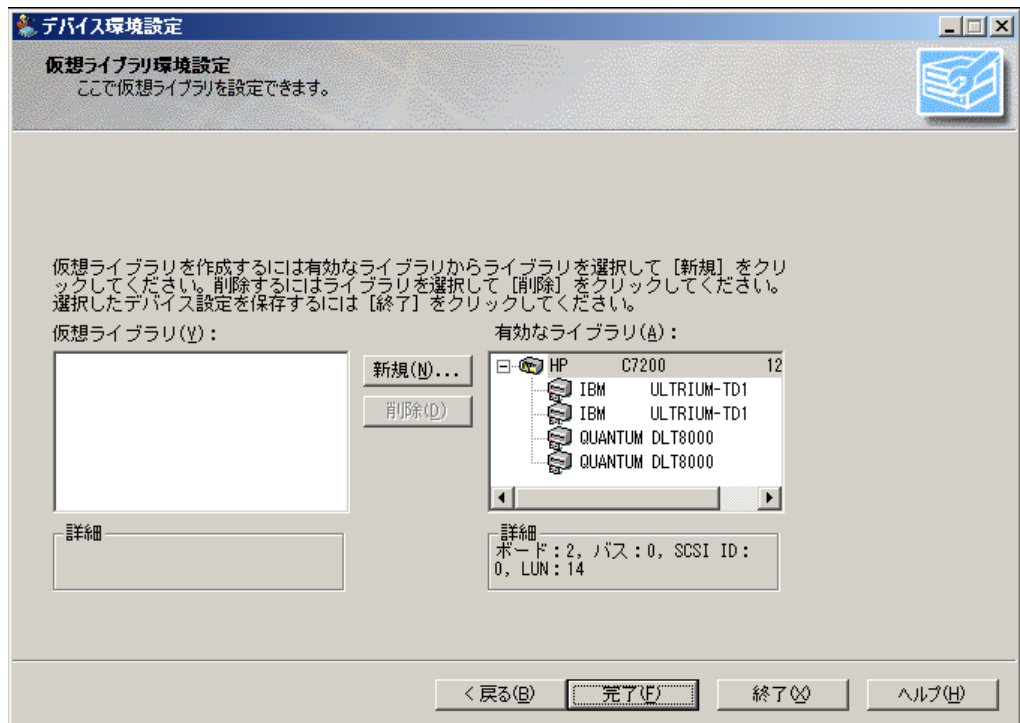 デバイス環境設定
仮想ライブラリ環境設定
ここで仮想ライブラリを設定できます。
仮想ライブラリを作成するには有効なライブラリからライブラリを選択して［新規］をクリ
ックしてください。削除するにはライブラリを選択して［削除］をクリックしてください。
選択したデバイス設定を保存するには［終了］をクリックしてください。
仮想ライブラリ(V)：
有効なライブラリ(A)：
新規(N)...
削除(D)
HP C7200 12
IBM ULTRIUM-TD1
IBM ULTRIUM-TD1
QUANTUM DLT8000
QUANTUM DLT8000
詳細
詳細
ボード：2, バス：0, SCSI ID：
0, LUN：14
< 戻る(B)
完了(F)
終了(X)
ヘルプ(H)